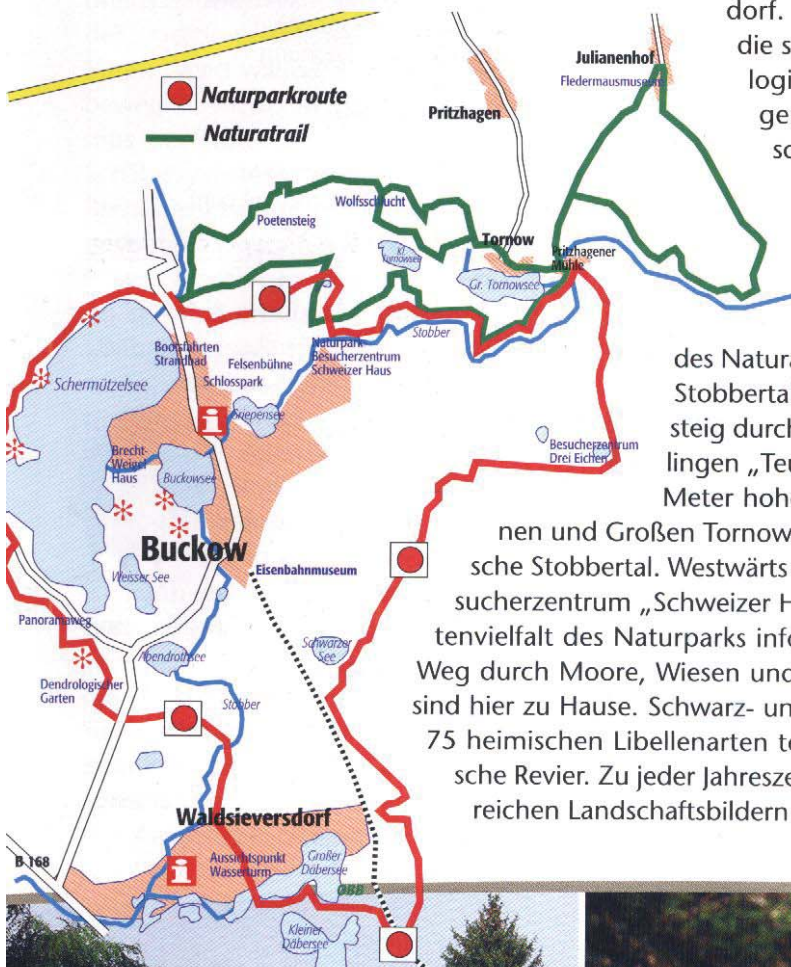 dorf.
die s
logi
ge
sc
Naturparkroute
Naturatrail
Julianenhof
Fledermausmuseum
Pritzhagen
Wolfsschlucht
Poetensteig
Tornow
Kl.
Tornowsee
Gr. Tornowsee
Pritzhagener
Mühle
Stobber
Naturpark
Besucherzentrum
Schweizer Haus
Bootsfahrten
Strandbad
Felsenbühne
Schlosspark
Schermützelsee
Griepensee
i
Brecht-
Weigel
Haus
Buckowsee
Buckow
Weisser See
Eisenbahnmuseum
Besucherzentrum
Drei Eichen
Panoramaweg
Abendrothsee
Schwarzer
See
Dendrologischer
Garten
Stobber
Waldsieversdorf
B 168
i
Aussichtspunkt
Wasserturm
Großer
Däbersee
Kleiner
Däbersee
des Natura
Stobberta
steig durch
lingen „Teu
Meter hohe
nen und Großen Tornow
sche Stobbertal. Westwärts
sucherzentrum „Schweizer H
tenvielfalt des Naturparks info
Weg durch Moore, Wiesen und
sind hier zu Hause. Schwarz- un
75 heimischen Libellenarten te
sche Revier. Zu jeder Jahresze
reichen Landschaftsbildern